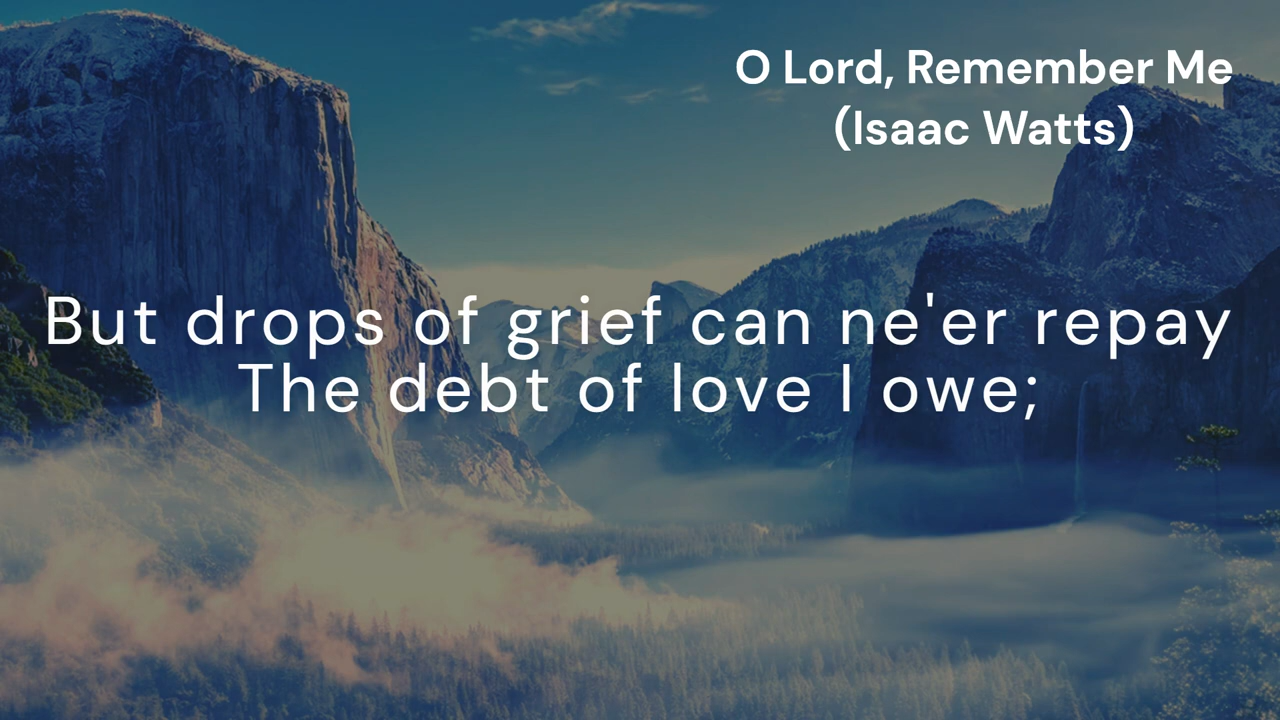 O Lord, Remember Me
(Isaac Watts)
But drops of grief can ne'er repay
The debt of love I owe;